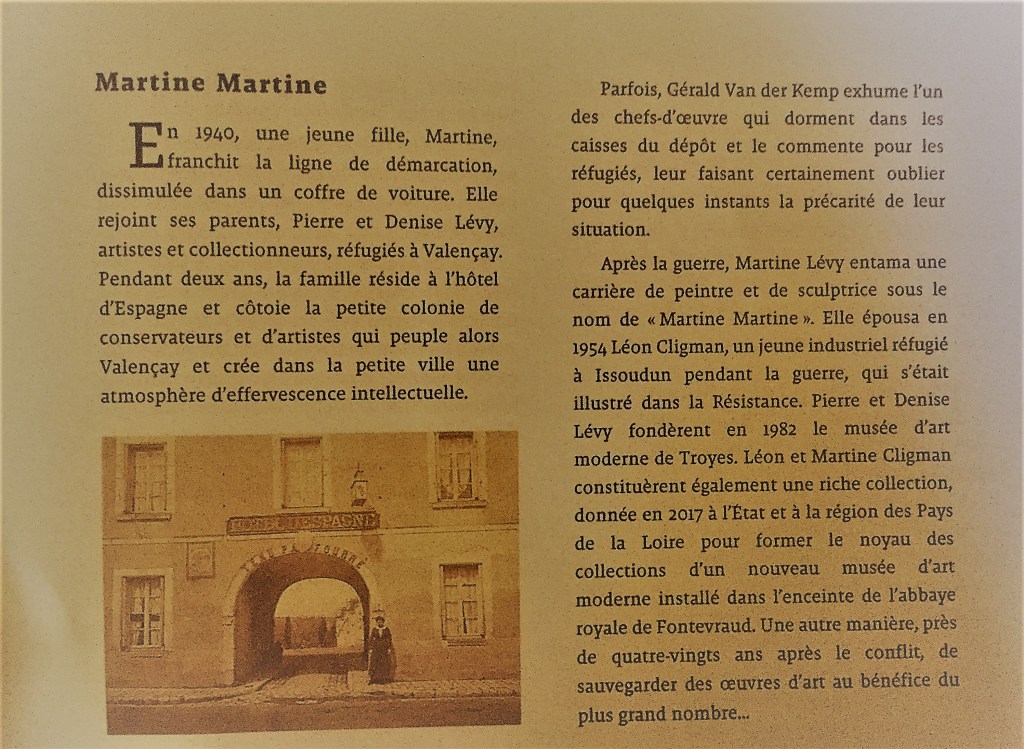 Martine Martine
En 1940, une jeune fille, Martine,
franchit la ligne de démarcation,
dissimulée dans un coffre de voiture. Elle
rejoint ses parents, Pierre et Denise Lévy,
artistes et collectionneurs, réfugiés à Valençay.
Pendant deux ans, la famille réside à l'hôtel
d'Espagne et côtoie la petite colonie de
conservateurs et d'artistes qui peuple alors
Valençay et crée dans la petite ville une
atmosphère d'effervescence intellectuelle.
HÔTEL D'ESPAGNE
Parfois, Gérald Van der Kemp exhume l'un
des chefs-d'œuvre qui dorment dans les
caisses du dépôt et le commente pour les
réfugiés, leur faisant certainement oublier
pour quelques instants la précarité de leur
situation.
Après la guerre, Martine Lévy entama une
carrière de peintre et de sculptrice sous le
nom de « Martine Martine ». Elle épousa en
1954 Léon Cligman, un jeune industriel réfugié
à Issoudun pendant la guerre, qui s'était
illustré dans la Résistance. Pierre et Denise
Lévy fondèrent en 1982 le musée d'art
moderne de Troyes. Léon et Martine Cligman
constituèrent également une riche collection,
donnée en 2017 à l'État et à la région des Pays
de la Loire pour former le noyau des
collections d'un nouveau musée d'art
moderne installé dans l'enceinte de l'abbaye
royale de Fontevraud. Une autre manière, près
de quatre-vingts ans après le conflit, de
sauvegarder des œuvres d'art au bénéfice du
plus grand nombre...